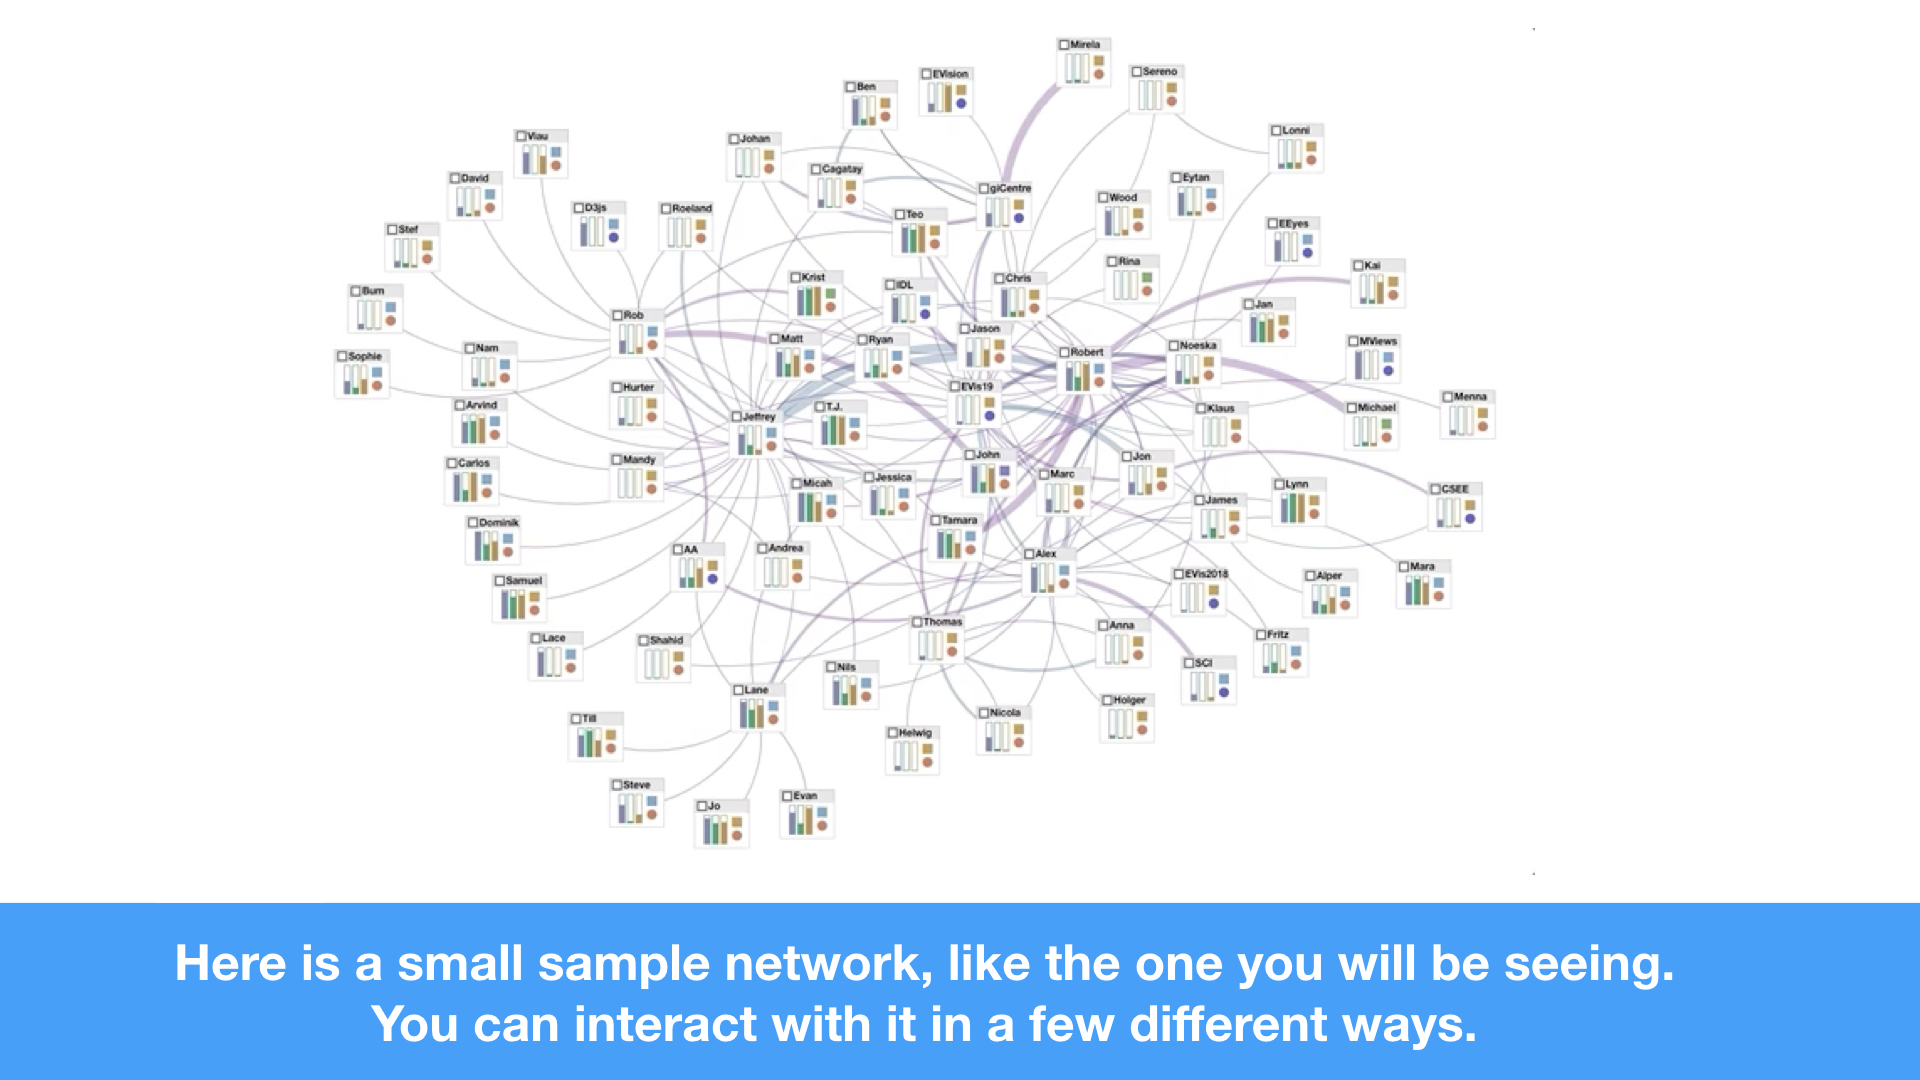 Mirela
Sereno
EVision
Ben
Lonni
Viau
Johan
Cagatay
Eytan
David
giCentre
Wood
D3js
Roeland
Teo
EEyes
Stef
Rina
Kai
Krist
Chris
IDL
Bum
Jan
Rob
Jason
Matt
Ryan
MViews
Noeska
Nam
Robert
Sophie
EVis19
Hurter
Menna
Arvind
T.J.
Klaus
Michael
Jeffrey
John
Jon
Mandy
Carlos
Marc
Jessica
Micah
Lynn
CSEE
James
Tamara
Dominik
Andrea
AA
Alex
Mara
EVis2018
Alper
Samuel
Thomas
Anna
Fritz
Lace
Shahid
SCI
Nils
Lane
Holger
Nicola
Till
Helwig
Steve
Evan
Jo
Here is a small sample network, like the one you will be seeing.
You can interact with it in a few different ways.